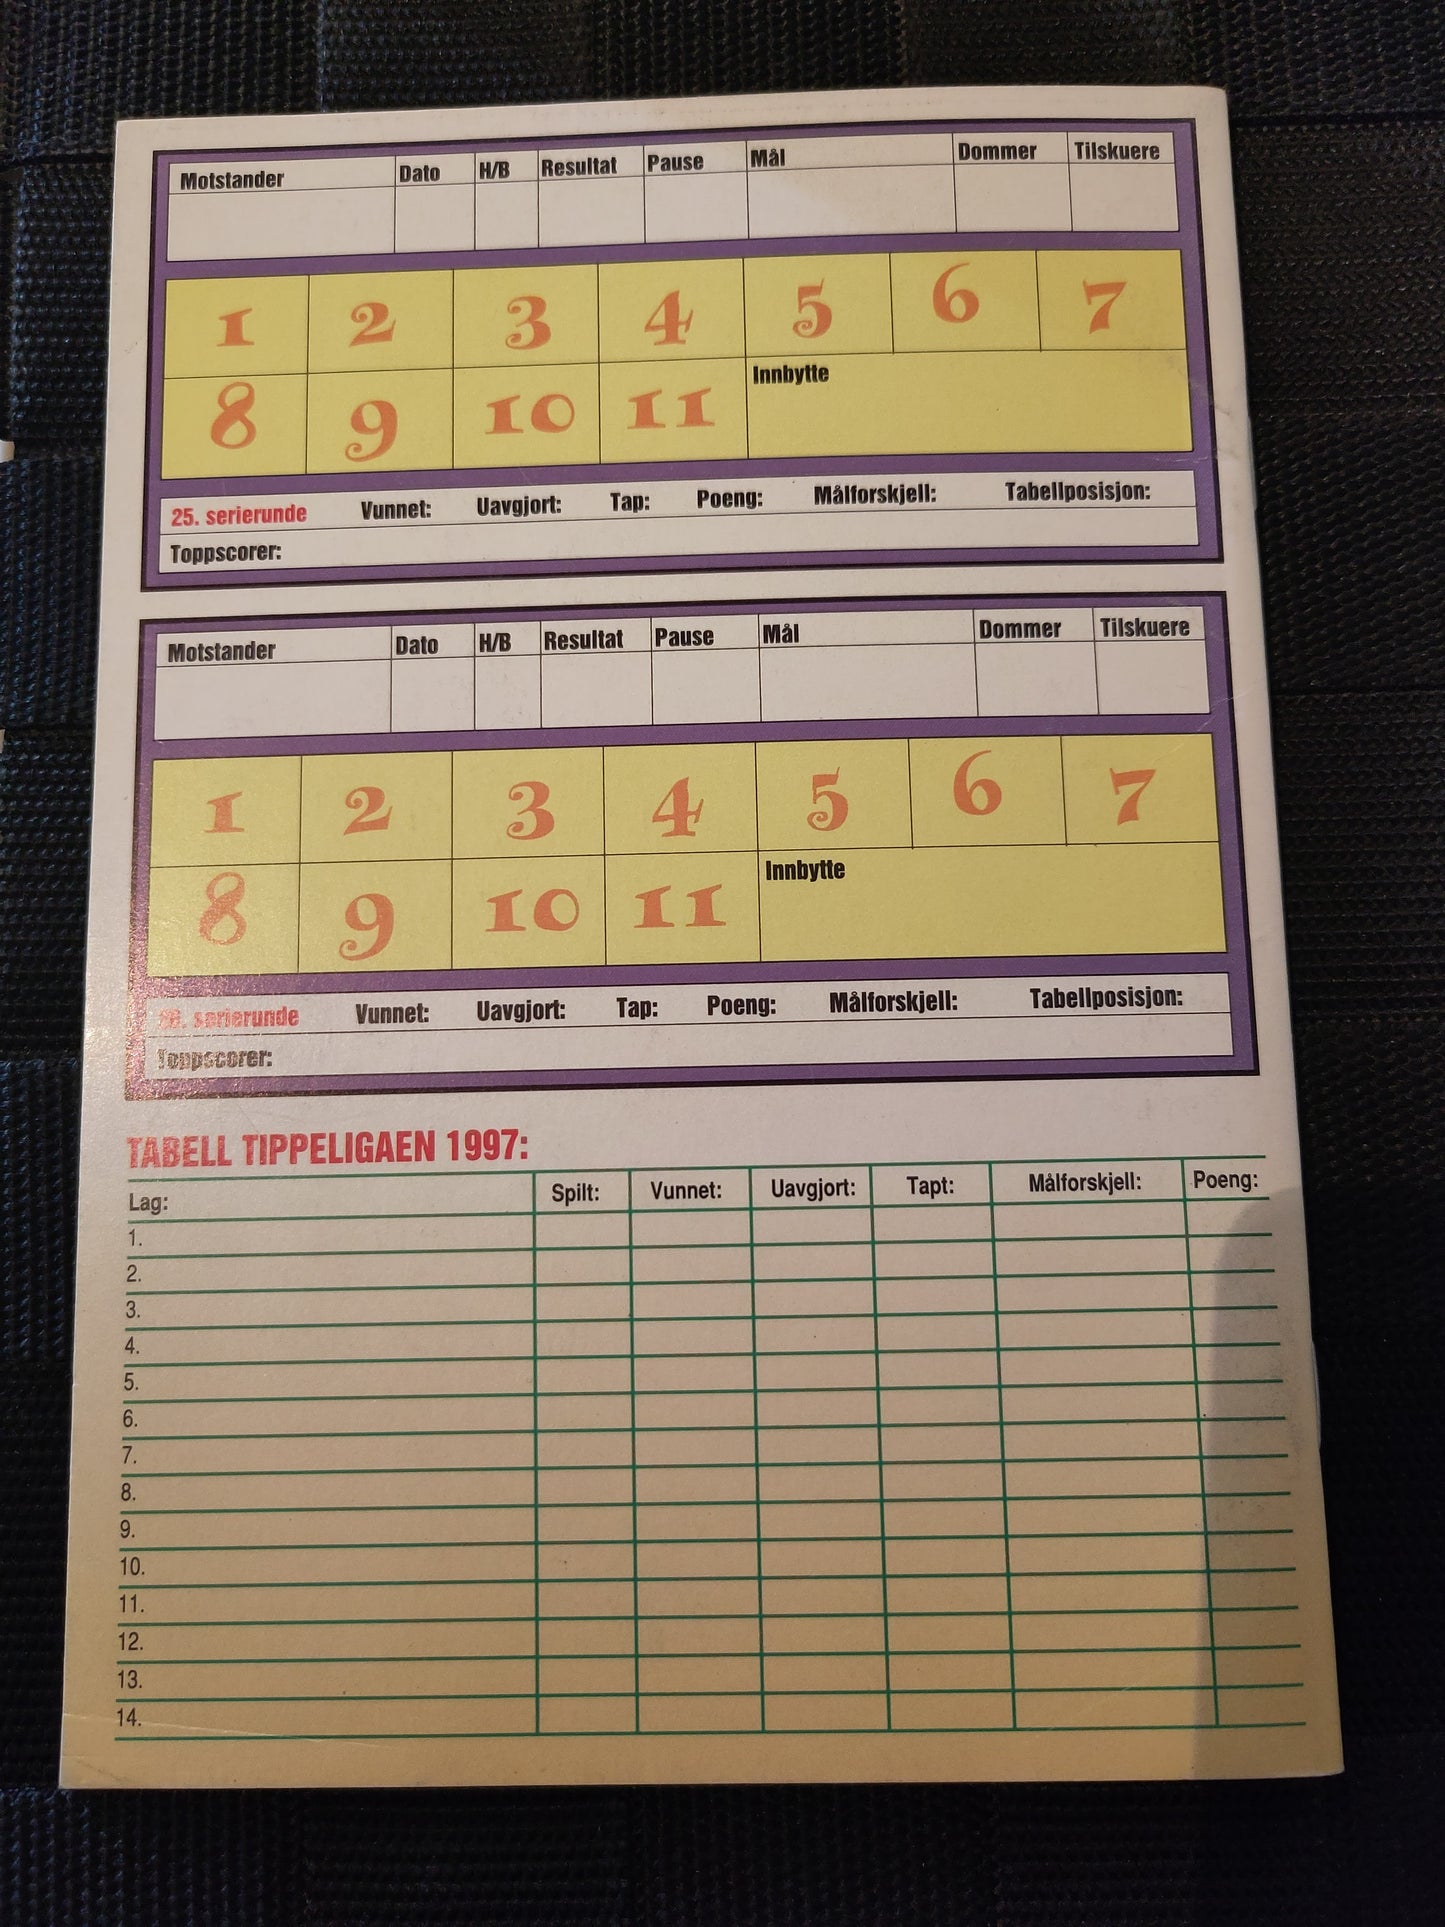 Motstander Dato H/B Resultat Pause Mål Dommer Tilskuere
1 2 3 4 5 6 7
8 9 10 11 Innbytte
25. serierunde Vunnet: Uavgjort: Tap: Poeng: Målforskjell: Tabellposisjon:
Toppscorer:
Motstander Dato H/B Resultat Pause Mål Dommer Tilskuere
1 2 3 4 5 6 7
8 9 10 11 Innbytte
26. serierunde Vunnet: Uavgjort: Tap: Poeng: Målforskjell: Tabellposisjon:
Toppscorer:
TABELL TIPPELIGAEN 1997:
Lag: Spilt: Vunnet: Uavgjort: Tapt: Målforskjell: Poeng:
1.
2.
3.
4.
5.
6.
7.
8.
9.
10.
11.
12.
13.
14.